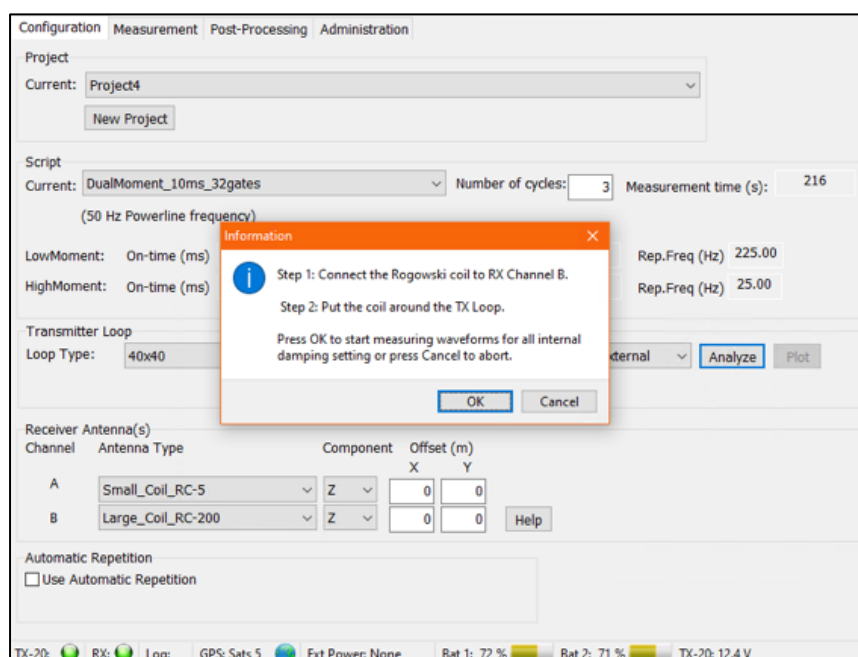 Configuration Measurement Post-Processing Administration
Project
Current: Project4
New Project
Script
Current: DualMoment_10ms_32gates Number of cycles: 3 Measurement time (s): 216
(50 Hz Powerline frequency)
Information
LowMoment: On-time (ms) Rep.Freq (Hz) 225.00
HighMoment: On-time (ms) Rep.Freq (Hz) 25.00
Step 1: Connect the Rogowski coil to RX Channel B.
Step 2: Put the coil around the TX Loop.
Press OK to start measuring waveforms for all internal
damping setting or press Cancel to abort.
OK Cancel
Transmitter Loop
Loop Type: 40x40 Analyze Plot
Receiver Antenna(s)
Channel Antenna Type Component Offset (m)
X Y
A Small_Coil_RC-5 Z 0 0
B Large_Coil_RC-200 Z 0 0 Help
Automatic Repetition
Use Automatic Repetition
TX-20: RX: Log: GPS: Sats 5 Ext Power: None Bat 1: 72 % Bat 2: 71 % TX-20: 12.4 V